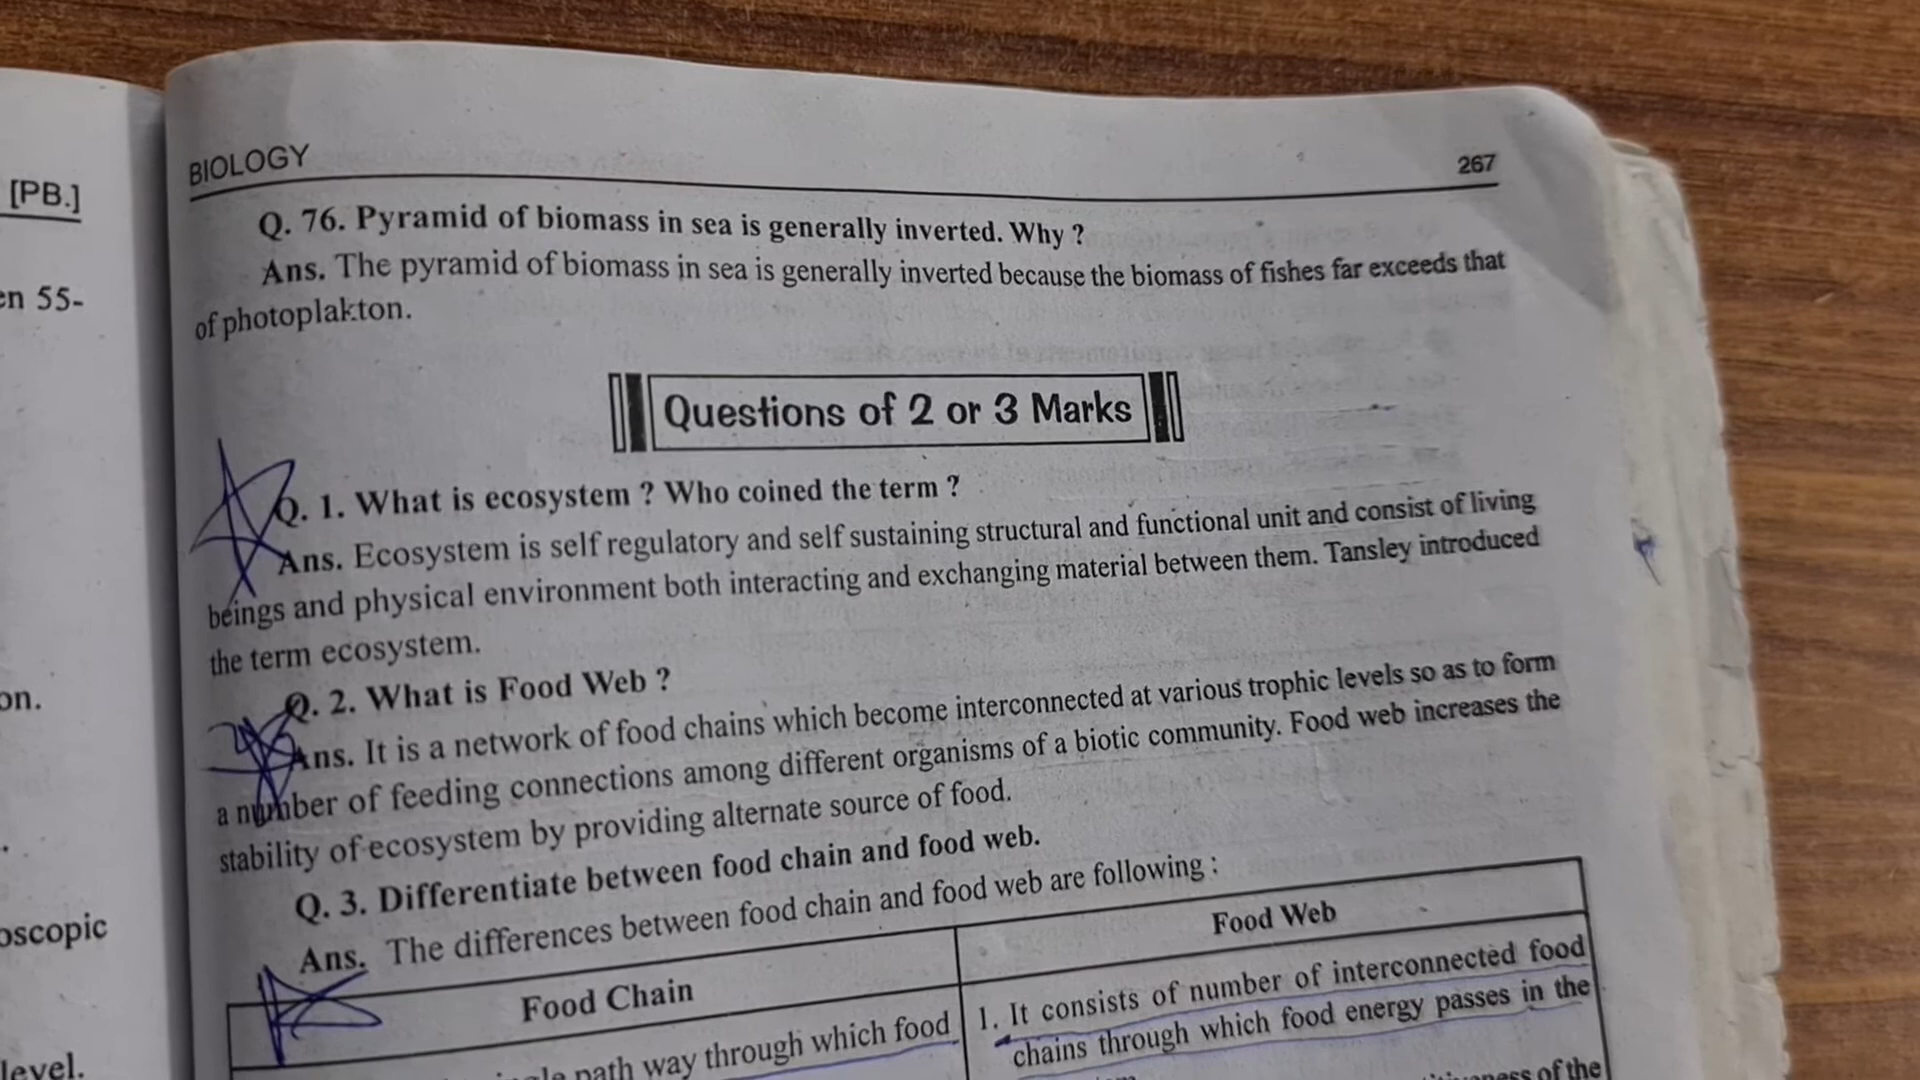 [PB.]
en 55-
on.
oscopic
level.
BIOLOGY 267
Q. 76. Pyramid of biomass in sea is generally inverted. Why ?
Ans. The pyramid of biomass in sea is generally inverted because the biomass of fishes far exceeds that
of photoplakton.
Questions of 2 or 3 Marks
Q. 1. What is ecosystem ? Who coined the term ?
Ans. Ecosystem is self regulatory and self sustaining structural and functional unit and consist of living
beings and physical environment both interacting and exchanging material between them. Tansley introduced
the term ecosystem.
Q. 2. What is Food Web ?
Ans. It is a network of food chains which become interconnected at various trophic levels so as to form
a number of feeding connections among different organisms of a biotic community. Food web increases the
stability of ecosystem by providing alternate source of food.
Q. 3. Differentiate between food chain and food web.
Ans. The differences between food chain and food web are following :
Food Chain
path way through which food
Food Web
1. It consists of number of interconnected food
chains through which food energy passes in the
of the